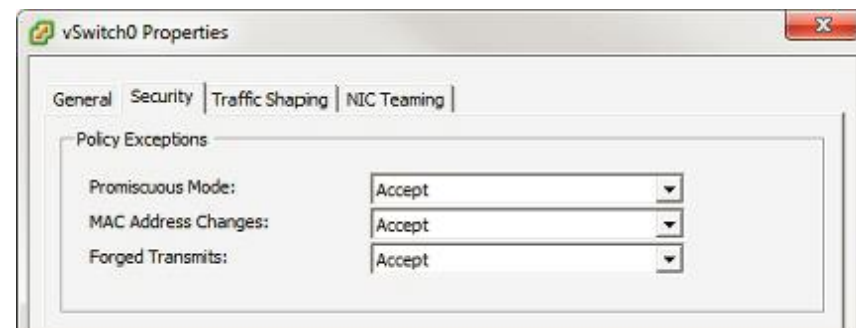 vSwitch0 Properties
General Security Traffic Shaping NIC Teaming
Policy Exceptions
Promiscuous Mode: Accept
MAC Address Changes: Accept
Forged Transmits: Accept